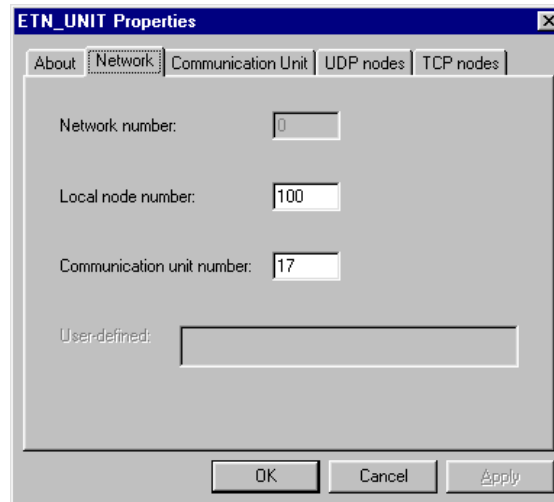 ETN_UNIT Properties
About Network Communication Unit UDP nodes TCP nodes
Network number: 0
Local node number: 100
Communication unit number: 17
User-defined:
OK Cancel Apply